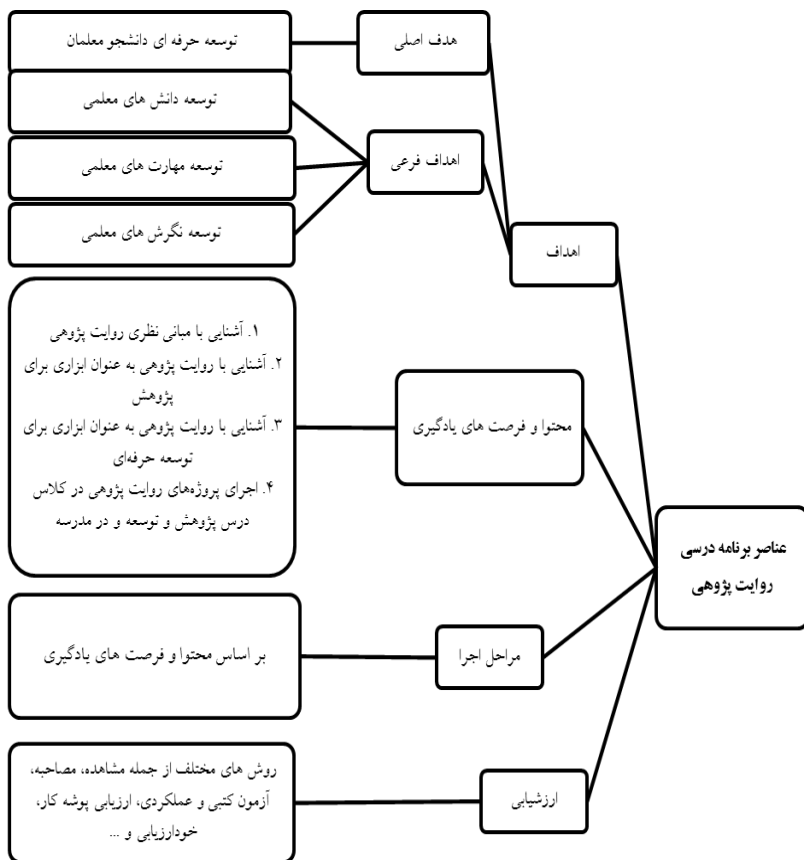 عناصر برنامه درسی
روایت پژوهی
اهداف
هدف اصلی
توسعه حرفه ای دانشجو معلمان
اهداف فرعی
توسعه دانش های معلمی
توسعه مهارت های معلمی
توسعه نگرش های معلمی
محتوا و فرصت های یادگیری
۱. آشنایی با مبانی نظری روایت پژوهی
۲. آشنایی با روایت پژوهی به عنوان ابزاری برای
پژوهش
۳. آشنایی با روایت پژوهی به عنوان ابزاری برای
توسعه حرفه‌ای
۴. اجرای پروژه‌های روایت پژوهی در کلاس
درس پژوهش و توسعه و در مدرسه
مراحل اجرا
بر اساس محتوا و فرصت های یادگیری
ارزشیابی
روش های مختلف از جمله مشاهده، مصاحبه،
آزمون کتبی و عملکردی، ارزیابی پوشه کار،
خودارزیابی و ...